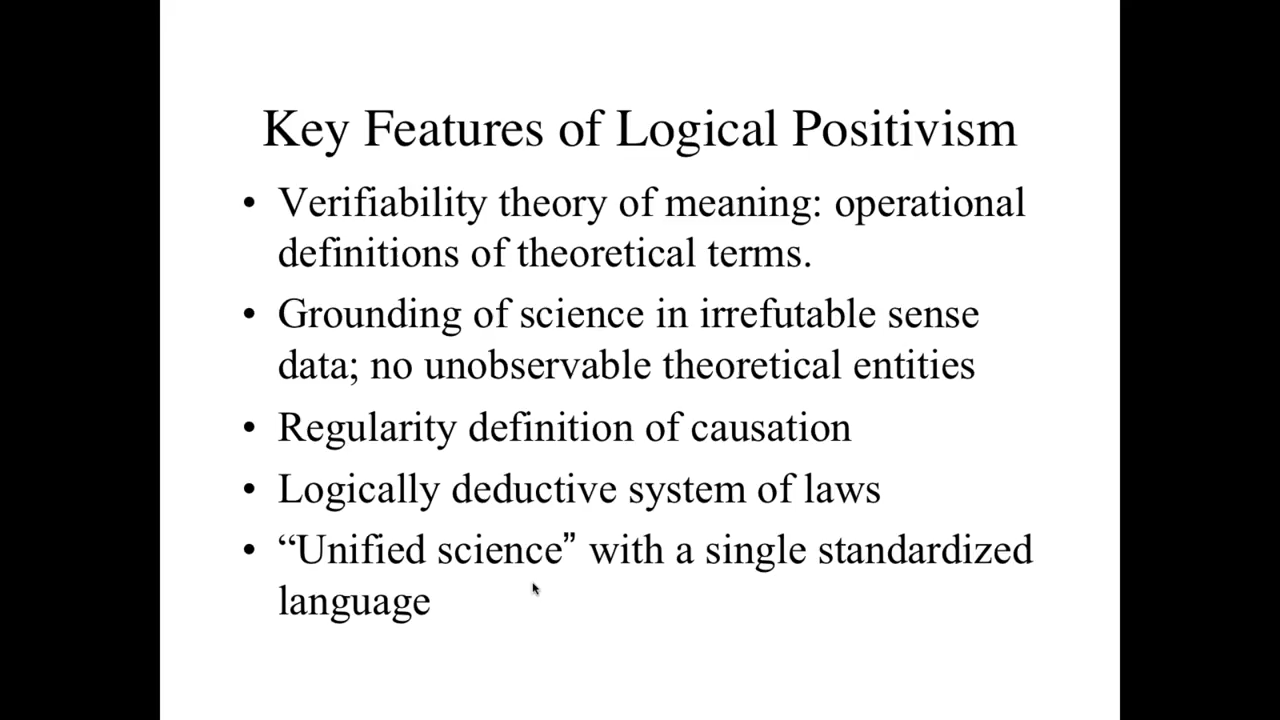 Key Features of Logical Positivism
• Verifiability theory of meaning: operational
definitions of theoretical terms.
• Grounding of science in irrefutable sense
data; no unobservable theoretical entities
• Regularity definition of causation
• Logically deductive system of laws
• “Unified science” with a single standardized
language